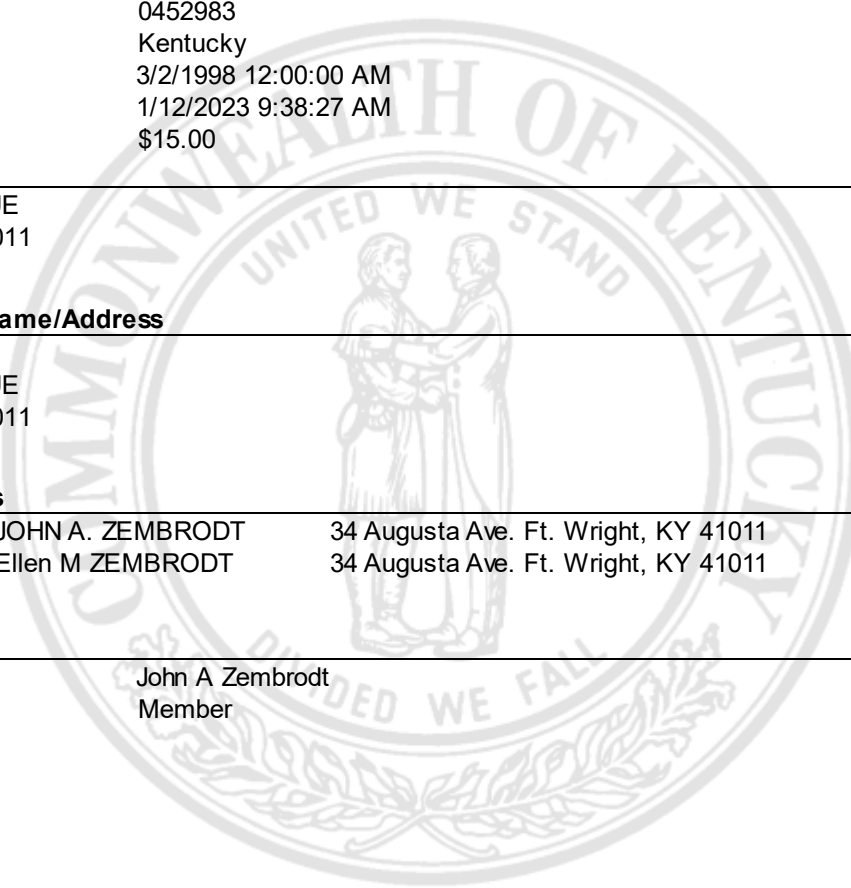 0452983
Kentucky
3/2/1998 12:00:00 AM
1/12/2023 9:38:27 AM
$15.00
UE
011
ame/Address
UE
011
s
JOHN A. ZEMBRODT 34 Augusta Ave. Ft. Wright, KY 41011
Ellen M ZEMBRODT 34 Augusta Ave. Ft. Wright, KY 41011
John A Zembrodt
Member
COMMONWEALTH OF KENTUCKY
UNITED WE STAND
DIVIDED WE FALL